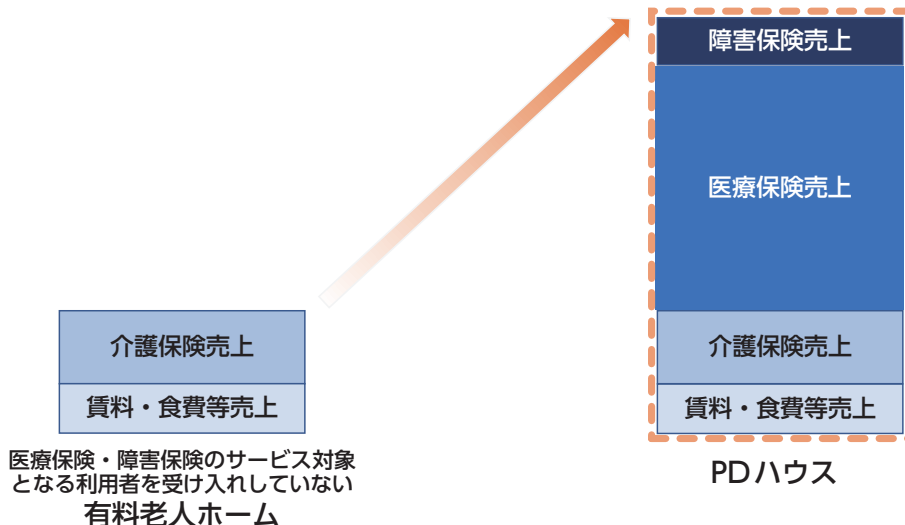 障害保険売上
医療保険売上
介護保険売上
賃料・食費等売上
介護保険売上
賃料・食費等売上
医療保険・障害保険のサービス対象
となる利用者を受け入れしていない
有料老人ホーム
PDハウス